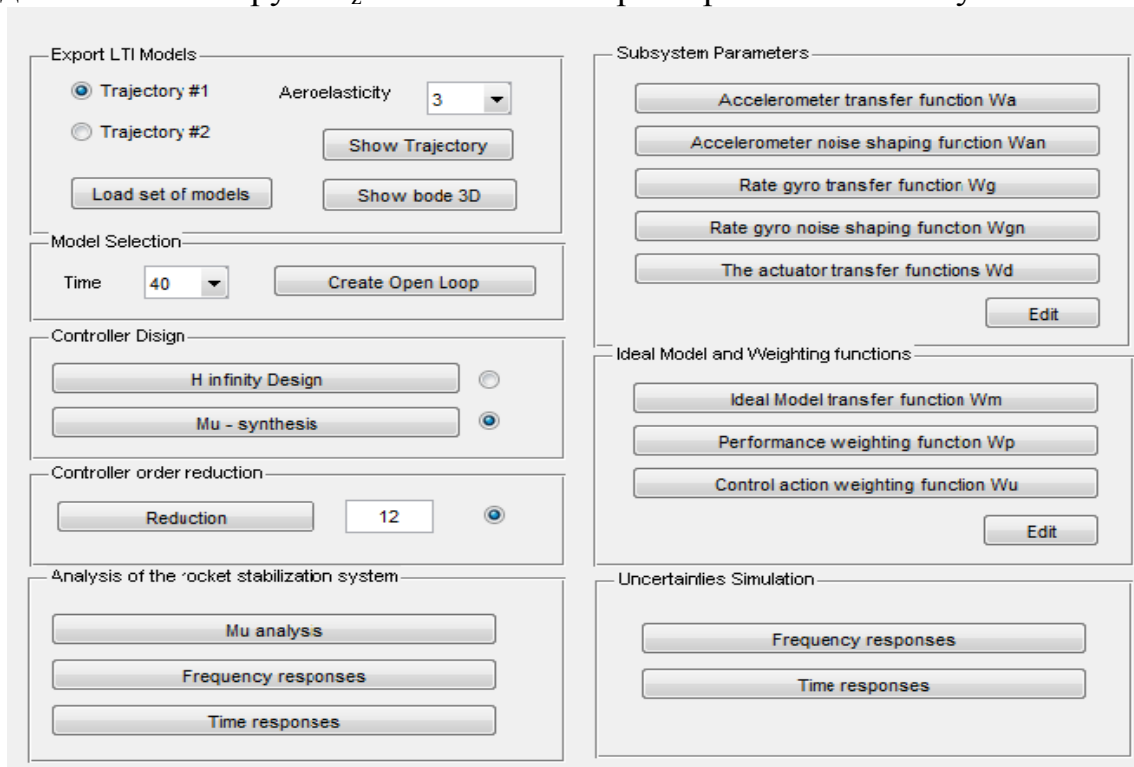 Export LTI Models
Trajectory #1
Aeroelasticity
3
Trajectory #2
Show Trajectory
Load set of models
Show bode 3D
Model Selection
Time
40
Create Open Loop
Controller Disign
H infinity Design
Mu - synthesis
Controller order reduction
Reduction
12
Analysis of the rocket stabilization system
Mu analysis
Frequency responses
Time responses
Subsystem Parameters
Accelerometer transfer function Wa
Accelerometer noise shaping function Wan
Rate gyro transfer function Wg
Rate gyro noise shaping functon Wgn
The actuator transfer functions Wd
Edit
Ideal Model and Weighting functions
Ideal Model transfer function Wm
Performance weighting functon Wp
Control action weighting function Wu
Edit
Uncertainlies Simulation
Frequency responses
Time responses